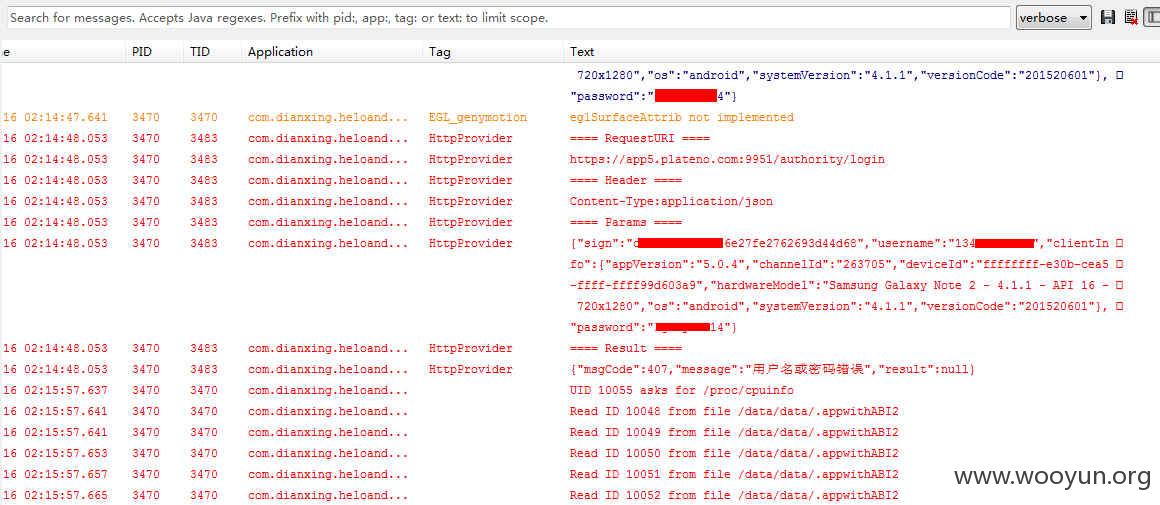 Search for messages. Accepts Java regexes. Prefix with pid:, app:, tag: or text: to limit scope. verbose
e PID TID Application Tag Text
720x1280","os":"android","systemVersion":"4.1.1","versionCode":"201520601"},
"password":" 4"}
16 02:14:47.641 3470 3470 com.dianxing.heloand... EGL_genymotion eglSurfaceAttrib not implemented
16 02:14:48.053 3470 3483 com.dianxing.heloand... HttpProvider ==== RequestURI ====
16 02:14:48.053 3470 3483 com.dianxing.heloand... HttpProvider https://app5.plateno.com:9951/authority/login
16 02:14:48.053 3470 3483 com.dianxing.heloand... HttpProvider ==== Header ====
16 02:14:48.053 3470 3483 com.dianxing.heloand... HttpProvider Content-Type:application/json
16 02:14:48.053 3470 3483 com.dianxing.heloand... HttpProvider ==== Params ====
16 02:14:48.053 3470 3483 com.dianxing.heloand... HttpProvider {"sign":" 6e27fe2762693d44d68","username":"134 ","clientIn
fo":{"appVersion":"5.0.4","channelId":"263705","deviceId":"ffffffff-e30b-cea5
-ffff-ffff99d603a9","hardwareModel":"Samsung Galaxy Note 2 - 4.1.1 - API 16 -
720x1280","os":"android","systemVersion":"4.1.1","versionCode":"201520601"},
"password":" 14"}
16 02:14:48.053 3470 3483 com.dianxing.heloand... HttpProvider ==== Result ====
16 02:14:48.053 3470 3483 com.dianxing.heloand... HttpProvider {"msgCode":407,"message":"用户名或密码错误","result":null}
16 02:15:57.637 3470 3470 com.dianxing.heloand... UID 10055 asks for /proc/cpuinfo
16 02:15:57.641 3470 3470 com.dianxing.heloand... Read ID 10048 from file /data/data/.appwithABI2
16 02:15:57.641 3470 3470 com.dianxing.heloand... Read ID 10049 from file /data/data/.appwithABI2
16 02:15:57.653 3470 3470 com.dianxing.heloand... Read ID 10050 from file /data/data/.appwithABI2
16 02:15:57.657 3470 3470 com.dianxing.heloand... Read ID 10051 from file /data/data/.appwithABI2
16 02:15:57.665 3470 3470 com.dianxing.heloand... Read ID 10052 from file /data/data/.appwithABI2
www.wooyun.org